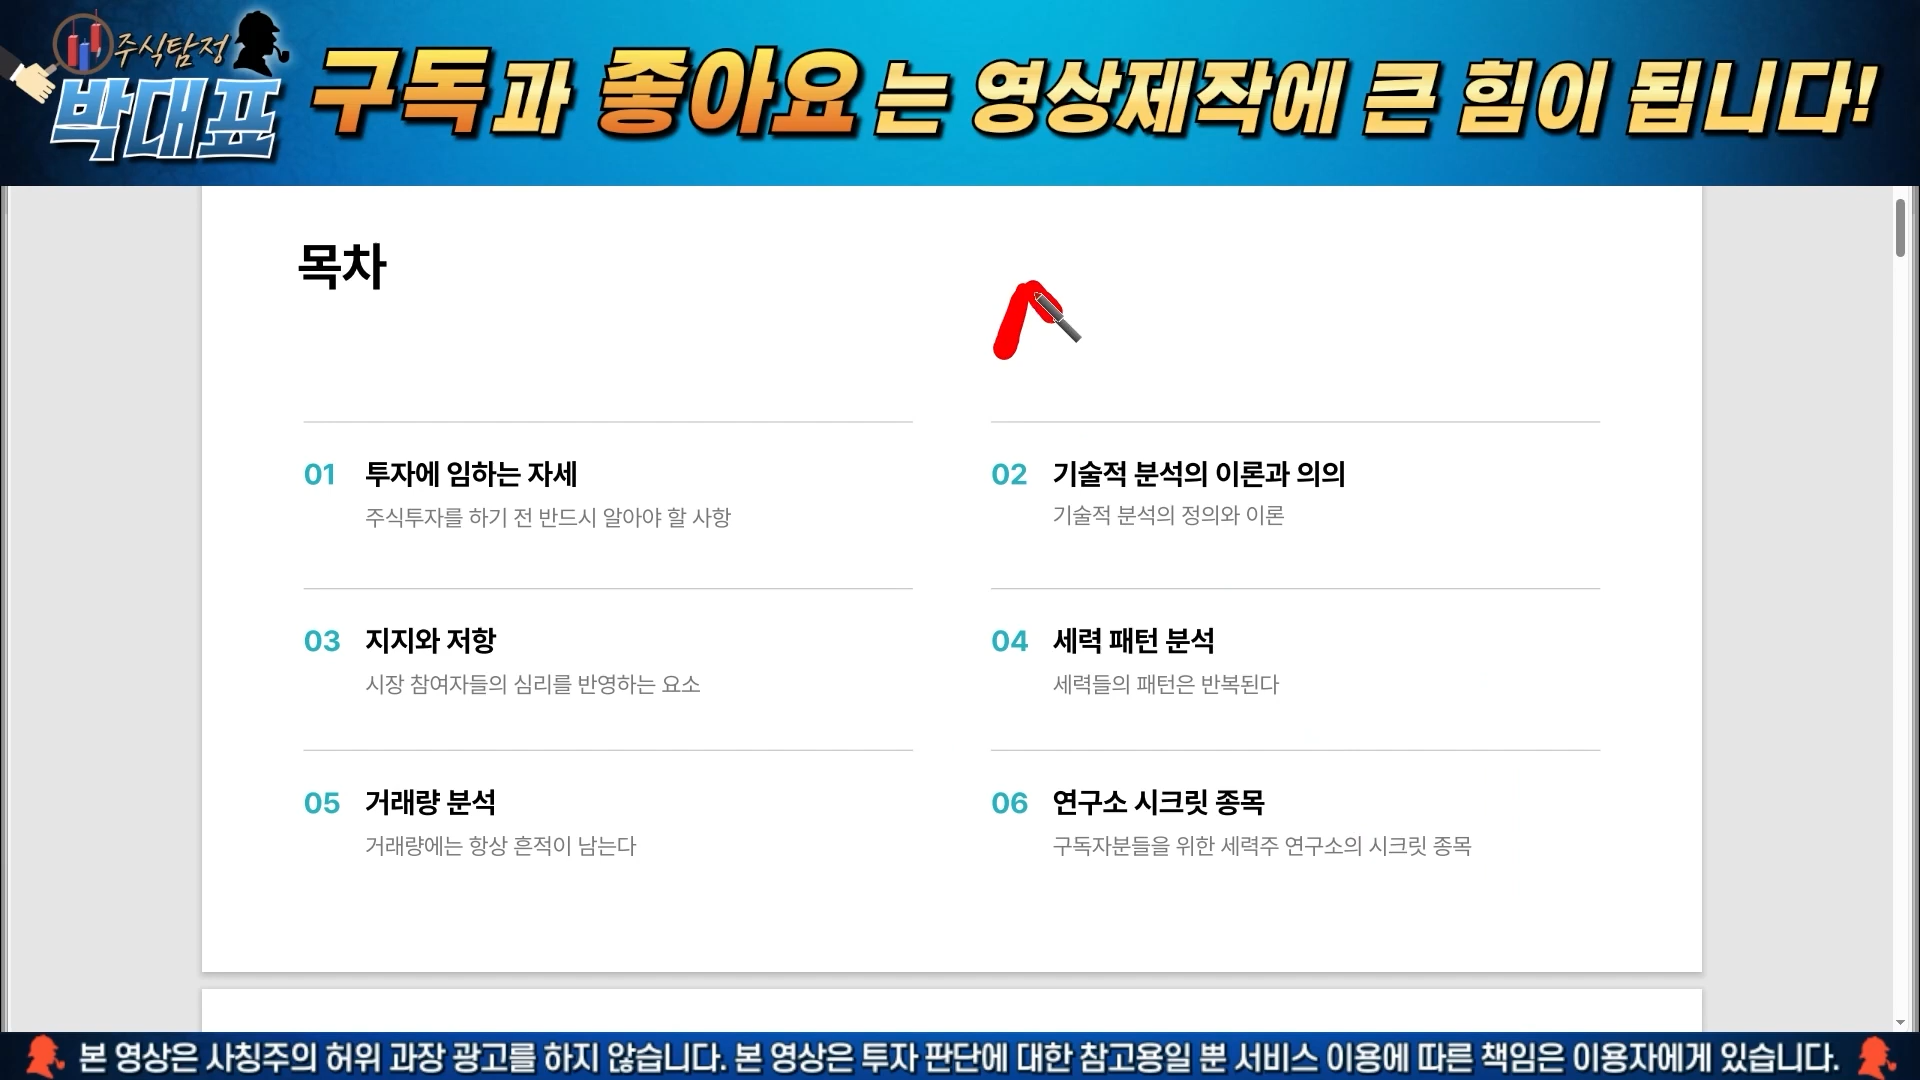 주식탐정
박대표
구독과 좋아요는 영상제작에 큰 힘이 됩니다!
목차
01 투자에 임하는 자세
주식투자를 하기 전 반드시 알아야 할 사항
02 기술적 분석의 이론과 의의
기술적 분석의 정의와 이론
03 지지와 저항
시장 참여자들의 심리를 반영하는 요소
04 세력 패턴 분석
세력들의 패턴은 반복된다
05 거래량 분석
거래량에는 항상 흔적이 남는다
06 연구소 시크릿 종목
구독자분들을 위한 세력주 연구소의 시크릿 종목
본 영상은 사칭주의 허위 과장 광고를 하지 않습니다. 본 영상은 투자 판단에 대한 참고용일 뿐 서비스 이용에 따른 책임은 이용자에게 있습니다.